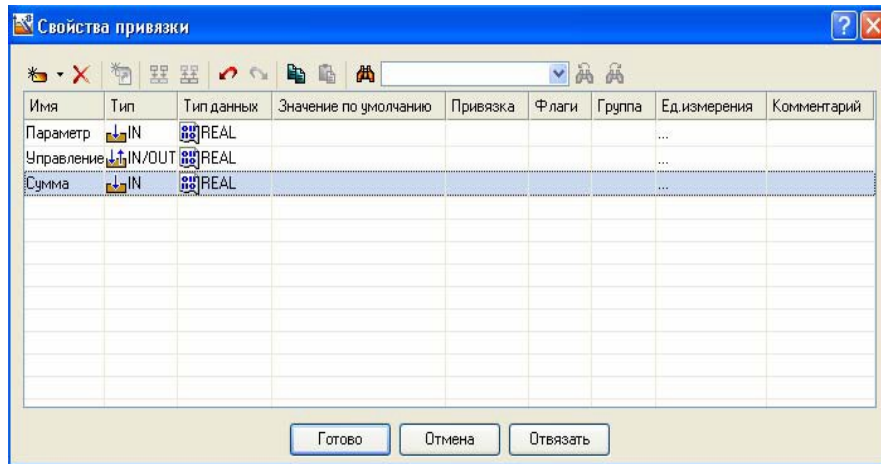 Свойства привязки
Имя Тип Тип данных Значение по умолчанию Привязка Флаги Группа Ед.измерения Комментарий
Параметр IN REAL ...
Управление IN/OUT REAL ...
Сумма IN REAL ...
Готово Отмена Отвязать